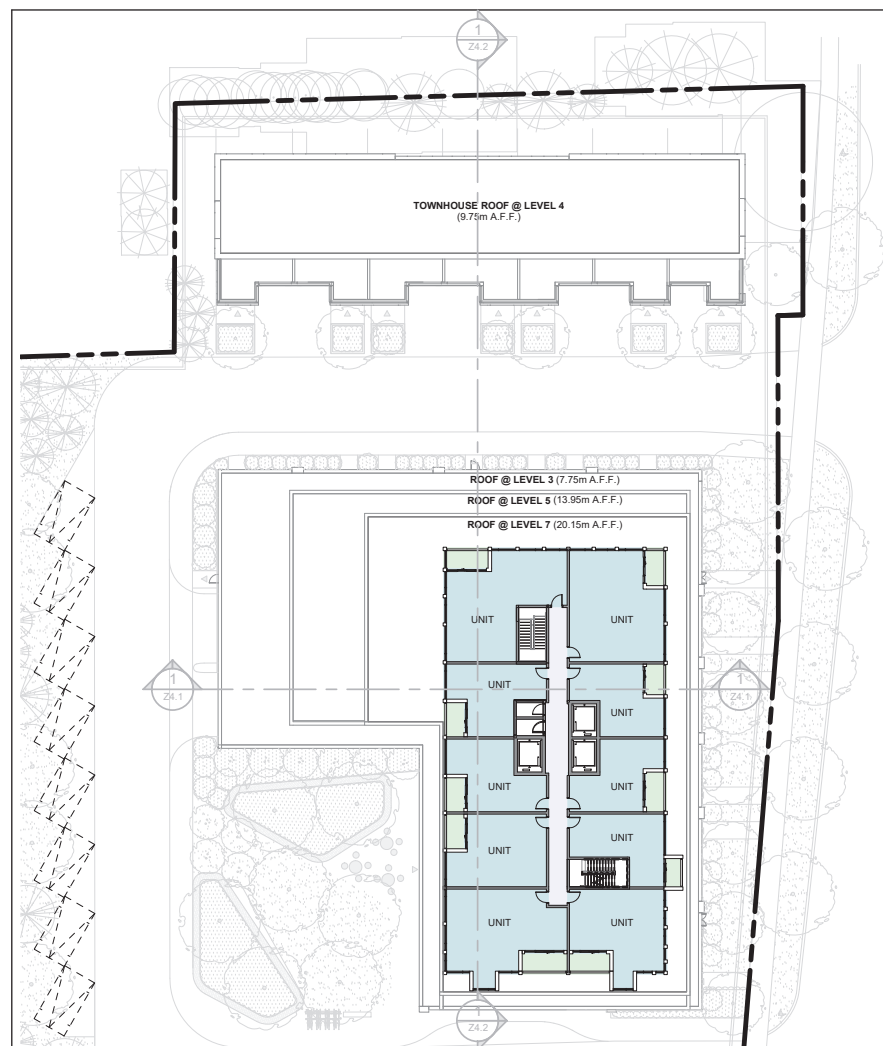 1
Z4.2
TOWNHOUSE ROOF @ LEVEL 4
(9.75m A.F.F.)
ROOF @ LEVEL 3 (7.75m A.F.F.)
ROOF @ LEVEL 5 (13.95m A.F.F.)
ROOF @ LEVEL 7 (20.15m A.F.F.)
UNIT
UNIT
1
Z4.1
UNIT
1
Z4.1
UNIT
UNIT
UNIT
UNIT
UNIT
UNIT
UNIT
1
Z4.2